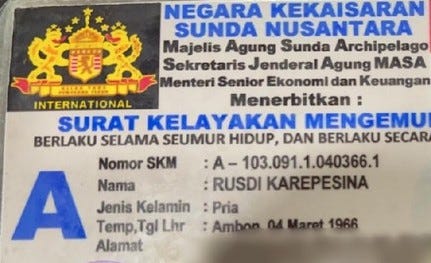 NEGARA KEKAISARAN
SUNDA NUSANTARA
Majelis Agung Sunda Archipelago
Sekretaris Jenderal Agung MASA
Menteri Senior Ekonomi dan Keuangan
Menerbitkan :
INTERNATIONAL
SURAT KELAYAKAN MENGEMU
BERLAKU SELAMA SEUMUR HIDUP, DAN BERLAKU SECARA
A
Nomor SKM : A – 103.091.1.040366.1
Nama : RUSDI KAREPESINA
Jenis Kelamin : Pria
Temp,Tgl Lhr : Ambon, 04 Maret 1966
Alamat